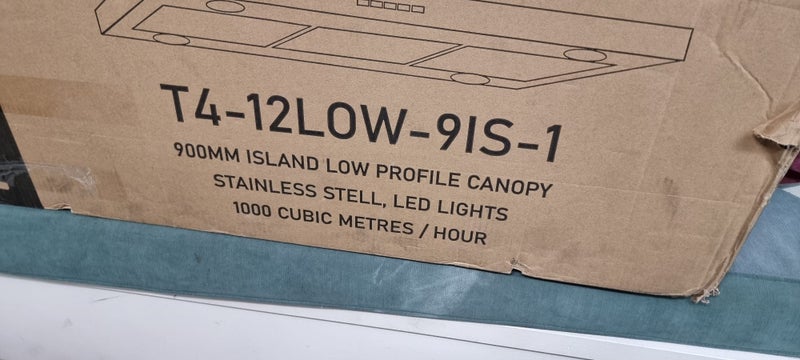 T4-12LOW-9IS-1
900MM ISLAND LOW PROFILE CANOPY
STAINLESS STELL, LED LIGHTS
1000 CUBIC METRES / HOUR